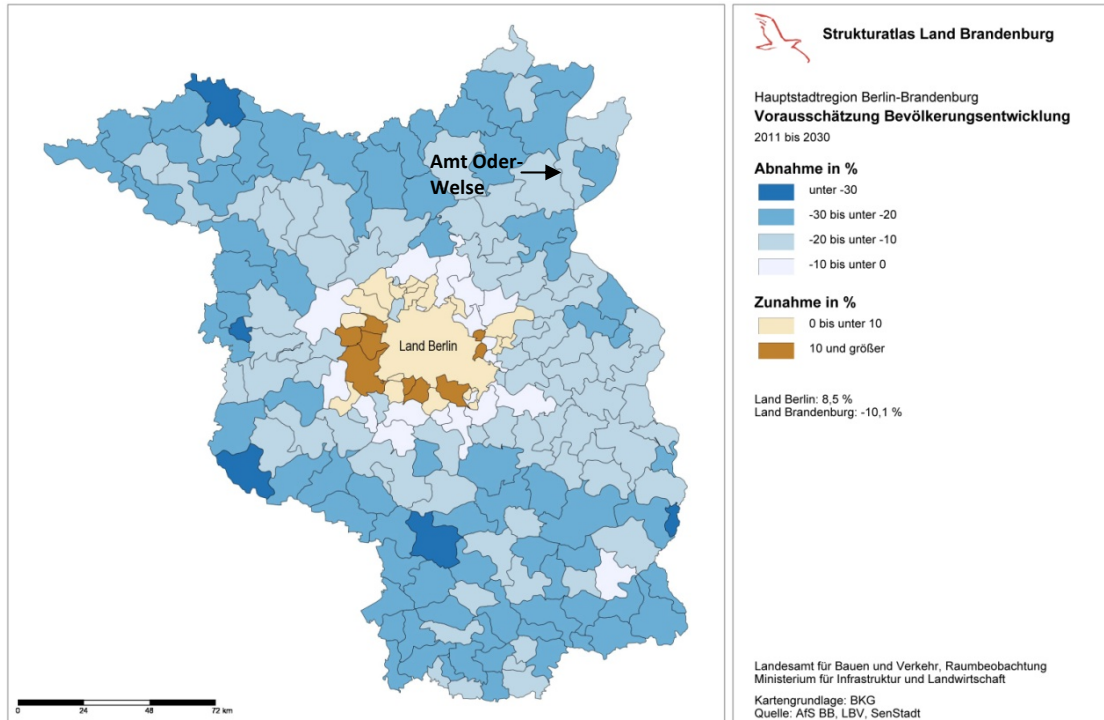 Amt Oder-
Welse
Land Berlin
0 24 48 72 km
Strukturatlas Land Brandenburg
Hauptstadtregion Berlin-Brandenburg
Vorausschätzung Bevölkerungsentwicklung
2011 bis 2030
Abnahme in %
unter -30
-30 bis unter -20
-20 bis unter -10
-10 bis unter 0
Zunahme in %
0 bis unter 10
10 und größer
Land Berlin: 8,5 %
Land Brandenburg: -10,1 %
Landesamt für Bauen und Verkehr, Raumbeobachtung
Ministerium für Infrastruktur und Landwirtschaft
Kartengrundlage: BKG
Quelle: AfS BB, LBV, SenStadt